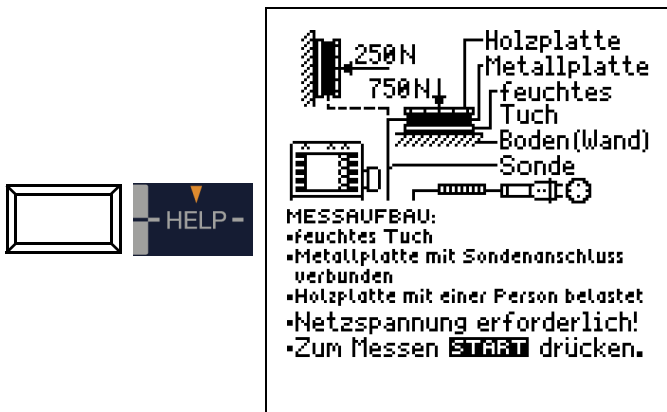 HELP
250N
750N
Holzplatte
Metallplatte
feuchtes
Tuch
Boden(Wand)
Sonde
MESSAUFBAU:
▪feuchtes Tuch
▪Metallplatte mit Sondenanschluss
verbunden
▪Holzplatte mit einer Person belastet
▪Netzspannung erforderlich!
▪Zum Messen START drücken.